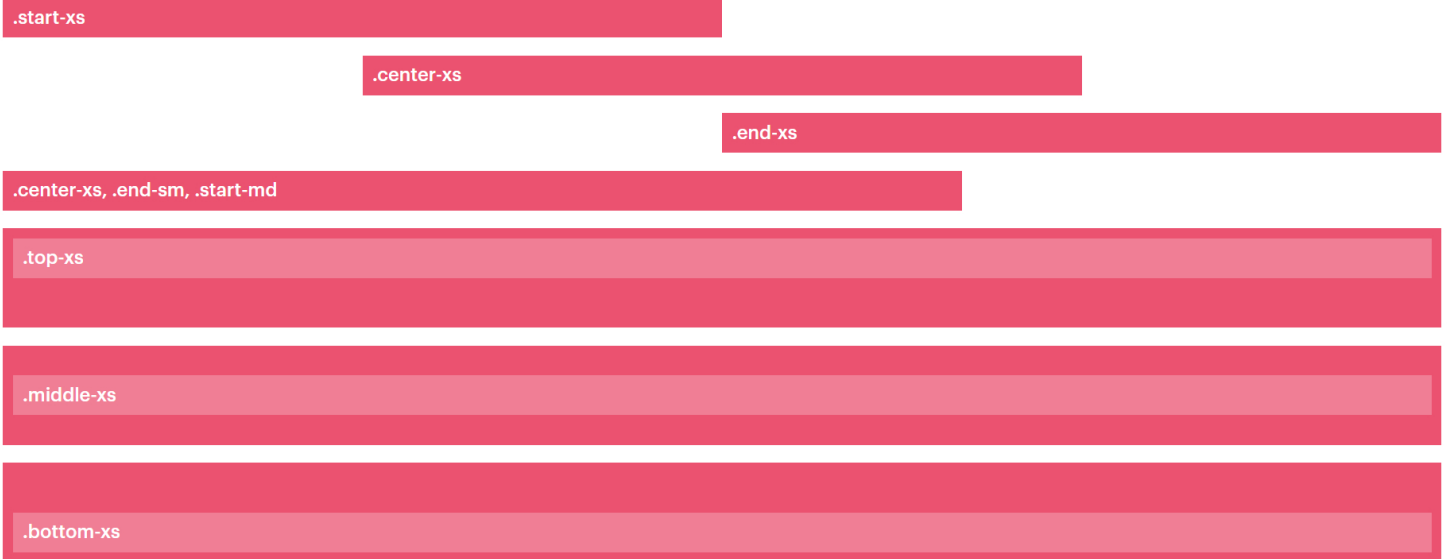 .start-xs
.center-xs
.end-xs
.center-xs, .end-sm, .start-md
.top-xs
.middle-xs
.bottom-xs